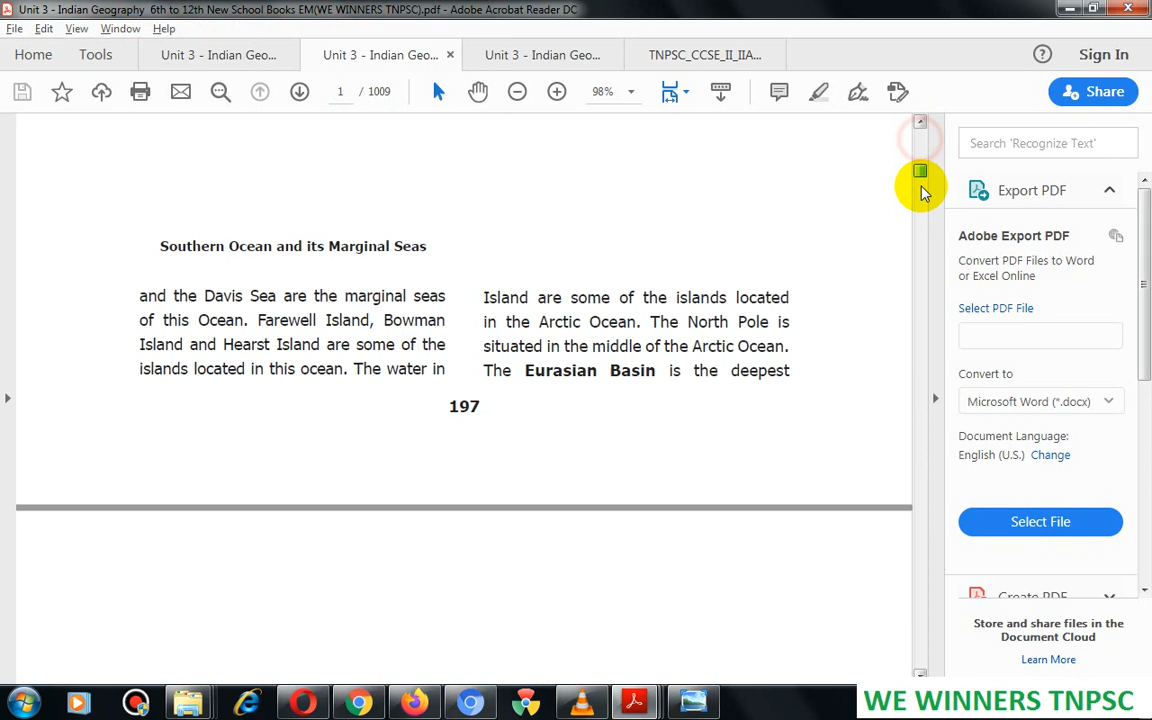 Unit 3 - Indian Geography 6th to 12th New School Books EM(WE WINNERS TNPSC).pdf - Adobe Acrobat Reader DC
File Edit View Window Help
Home Tools Unit 3 - Indian Geo... Unit 3 - Indian Geo... × Unit 3 - Indian Geo... TNPSC_CCSE_II_IIA... Sign In
1 / 1009 98% Share
Southern Ocean and its Marginal Seas
and the Davis Sea are the marginal seas
of this Ocean. Farewell Island, Bowman
Island and Hearst Island are some of the
islands located in this ocean. The water in
Island are some of the islands located
in the Arctic Ocean. The North Pole is
situated in the middle of the Arctic Ocean.
The Eurasian Basin is the deepest
197
Search 'Recognize Text'
Export PDF
Adobe Export PDF
Convert PDF Files to Word
or Excel Online
Select PDF File
Convert to
Microsoft Word (*.docx)
Document Language:
English (U.S.) Change
Select File
Create PDF
Store and share files in the
Document Cloud
Learn More
WE WINNERS TNPSC